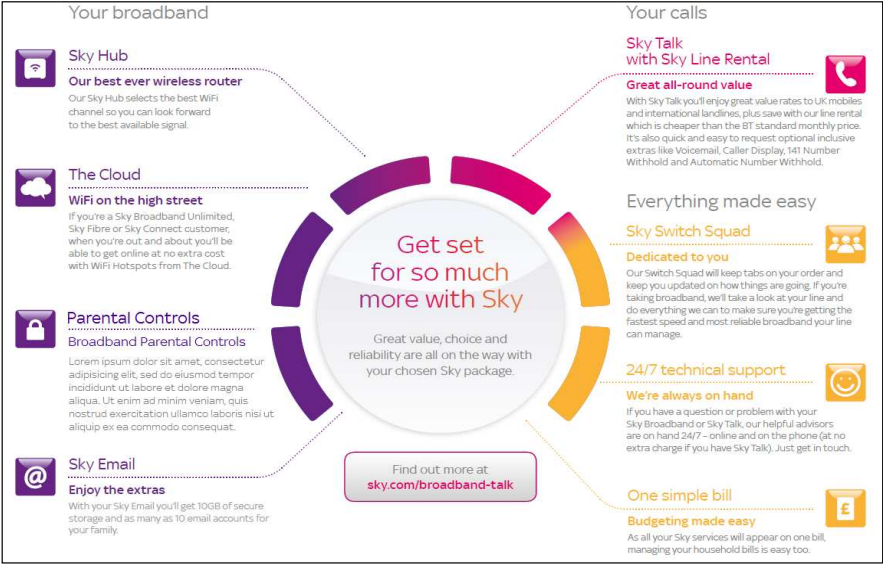 Your broadband
Sky Hub
Our best ever wireless router
Our Sky Hub selects the best WiFi
channel so you can look forward
to the best available signal.
The Cloud
WiFi on the high street
If you're a Sky Broadband Unlimited,
Sky Fibre or Sky Connect customer,
when you're out and about you'll be
able to get online at no extra cost
with WiFi Hotspots from The Cloud.
Parental Controls
Broadband Parental Controls
Lorem ipsum dolor sit amet, consectetur
adipisicing elit, sed do eiusmod tempor
incididunt ut labore et dolore magna
aliqua. Ut enim ad minim veniam, quis
nostrud exercitation ullamco laboris nisi ut
aliquip ex ea commodo consequat.
@
Sky Email
Enjoy the extras
With your Sky Email you'll get 10GB of secure
storage and as many as 10 email accounts for
your family.
Get set
for so much
more with Sky
Great value, choice and
reliability are all on the way with
your chosen Sky package.
Find out more at
sky.com/broadband-talk
Your calls
Sky Talk
with Sky Line Rental
Great all-round value
With Sky Talk you'll enjoy great value rates to UK mobiles
and international landlines, plus save with our line rental
which is cheaper than the BT standard monthly price.
It's also quick and easy to request optional inclusive
extras like Voicemail, Caller Display, 141 Number
Withhold and Automatic Number Withhold.
Everything made easy
Sky Switch Squad
Dedicated to you
Our Switch Squad will keep tabs on your order and
keep you updated on how things are going. If you're
taking broadband, we'll take a look at your line and
do everything we can to make sure you're getting the
fastest speed and most reliable broadband your line
can manage.
24/7 technical support
We're always on hand
If you have a question or problem with your
Sky Broadband or Sky Talk, our helpful advisors
are on hand 24/7 – online and on the phone (at no
extra charge if you have Sky Talk). Just get in touch.
One simple bill
£
Budgeting made easy
As all your Sky services will appear on one bill,
managing your household bills is easy too.